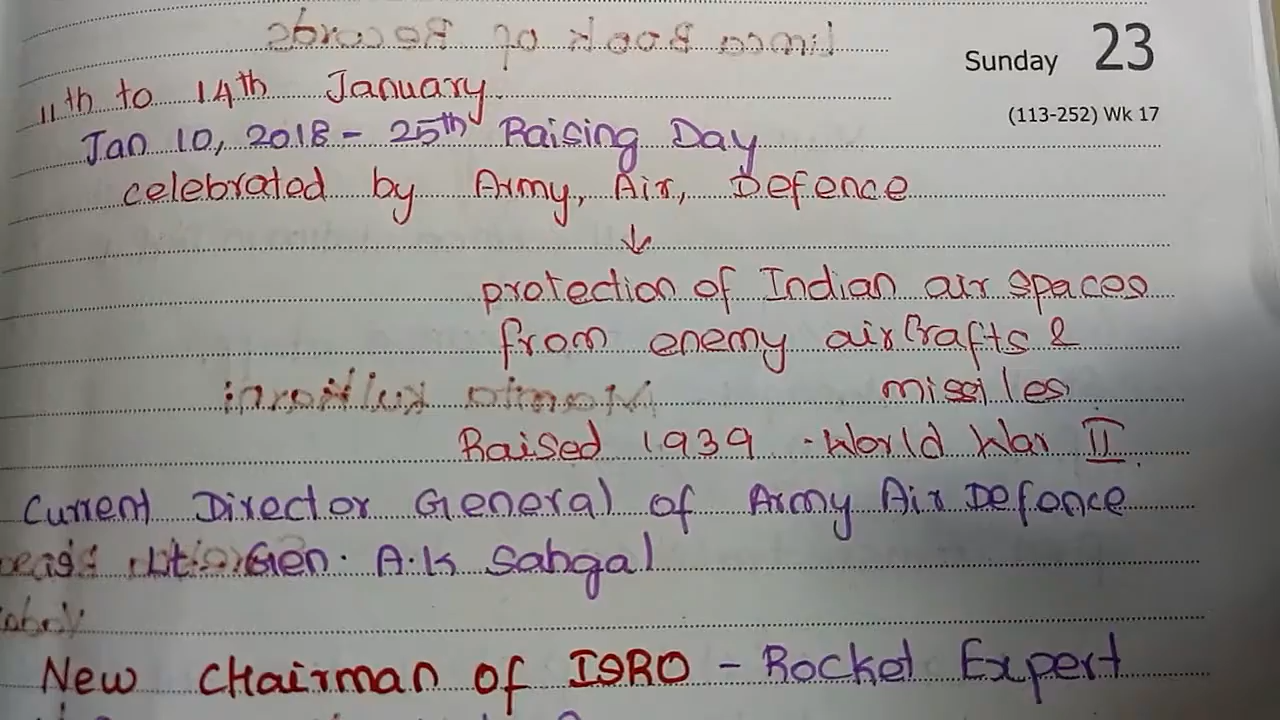 Sunday 23
(113-252) Wk 17
11th to 14th January
Jan 10, 2018 - 25th Raising Day
celebrated by Army, Air, Defence
↓
protection of Indian air spaces
from enemy aircrafts &
missiles
Raised 1939 - World War II.
Current Director General of Army Air Defence
Lt. Gen. A.K Sahgal
New Chairman of ISRO - Rocket Expert